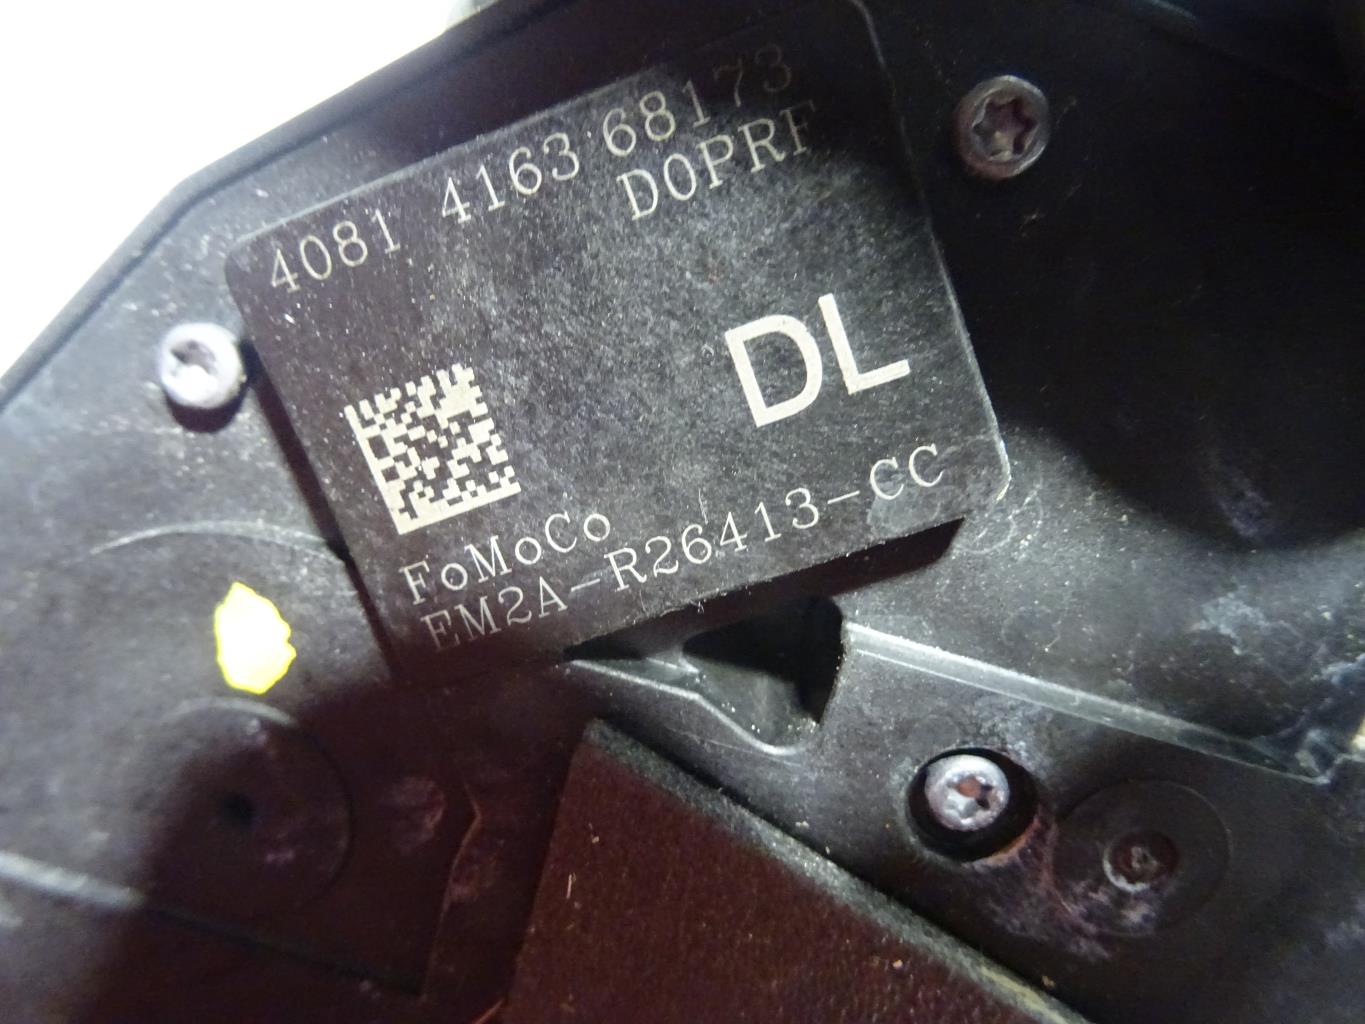 4081 4163 68173
D0PRF
DL
FoMoCo
EM2A-R26413-CC